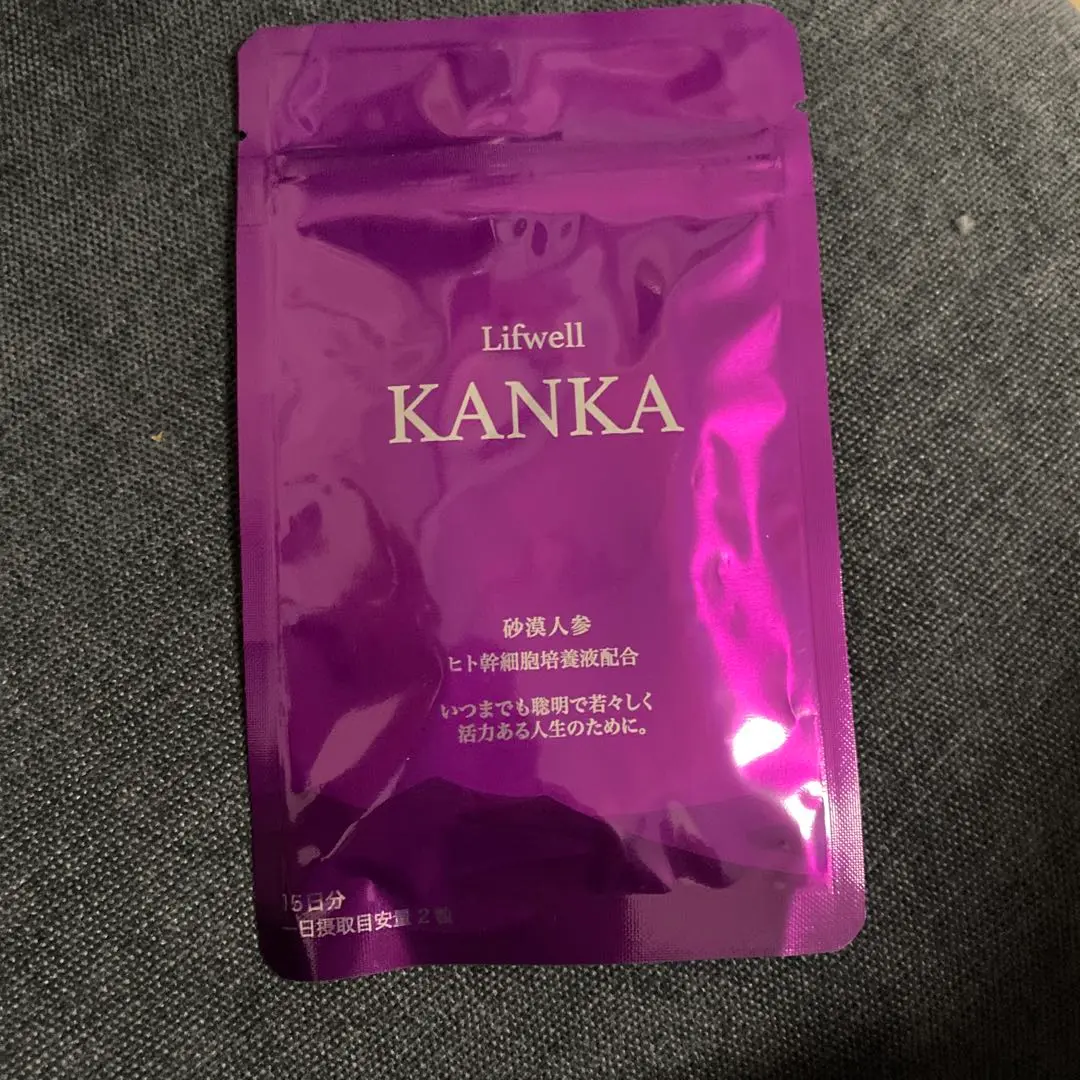 Lifwell
KANKA
砂漠人参
ヒト幹細胞培養液配合
いつまでも聡明で若々しく
活力ある人生のために。
15日分
一日摂取目安量 2 粒